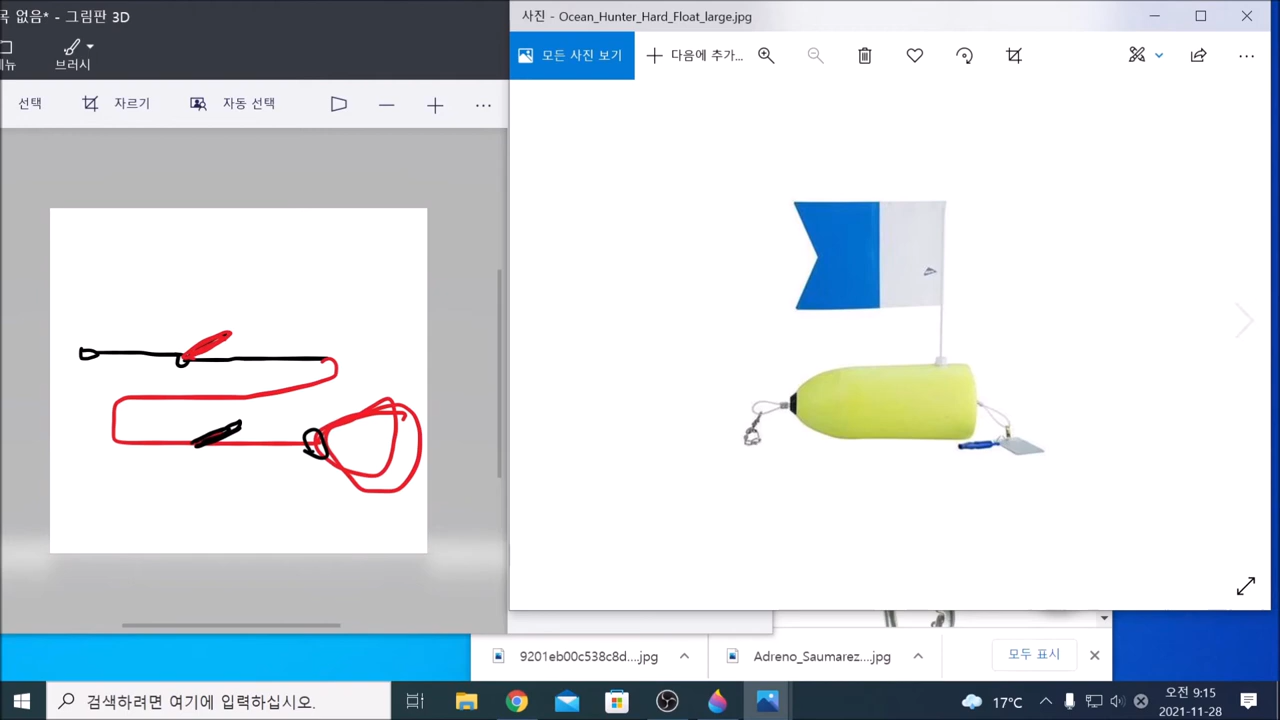 목 없음* - 그림판 3D
메뉴
브러시
선택
자르기
자동 선택
사진 - Ocean_Hunter_Hard_Float_large.jpg
모든 사진 보기
다음에 추가...
9201eb00c538c8d....jpg
Adreno_Saumarez....jpg
모두 표시
검색하려면 여기에 입력하십시오.
17°C
오전 9:15
2021-11-28